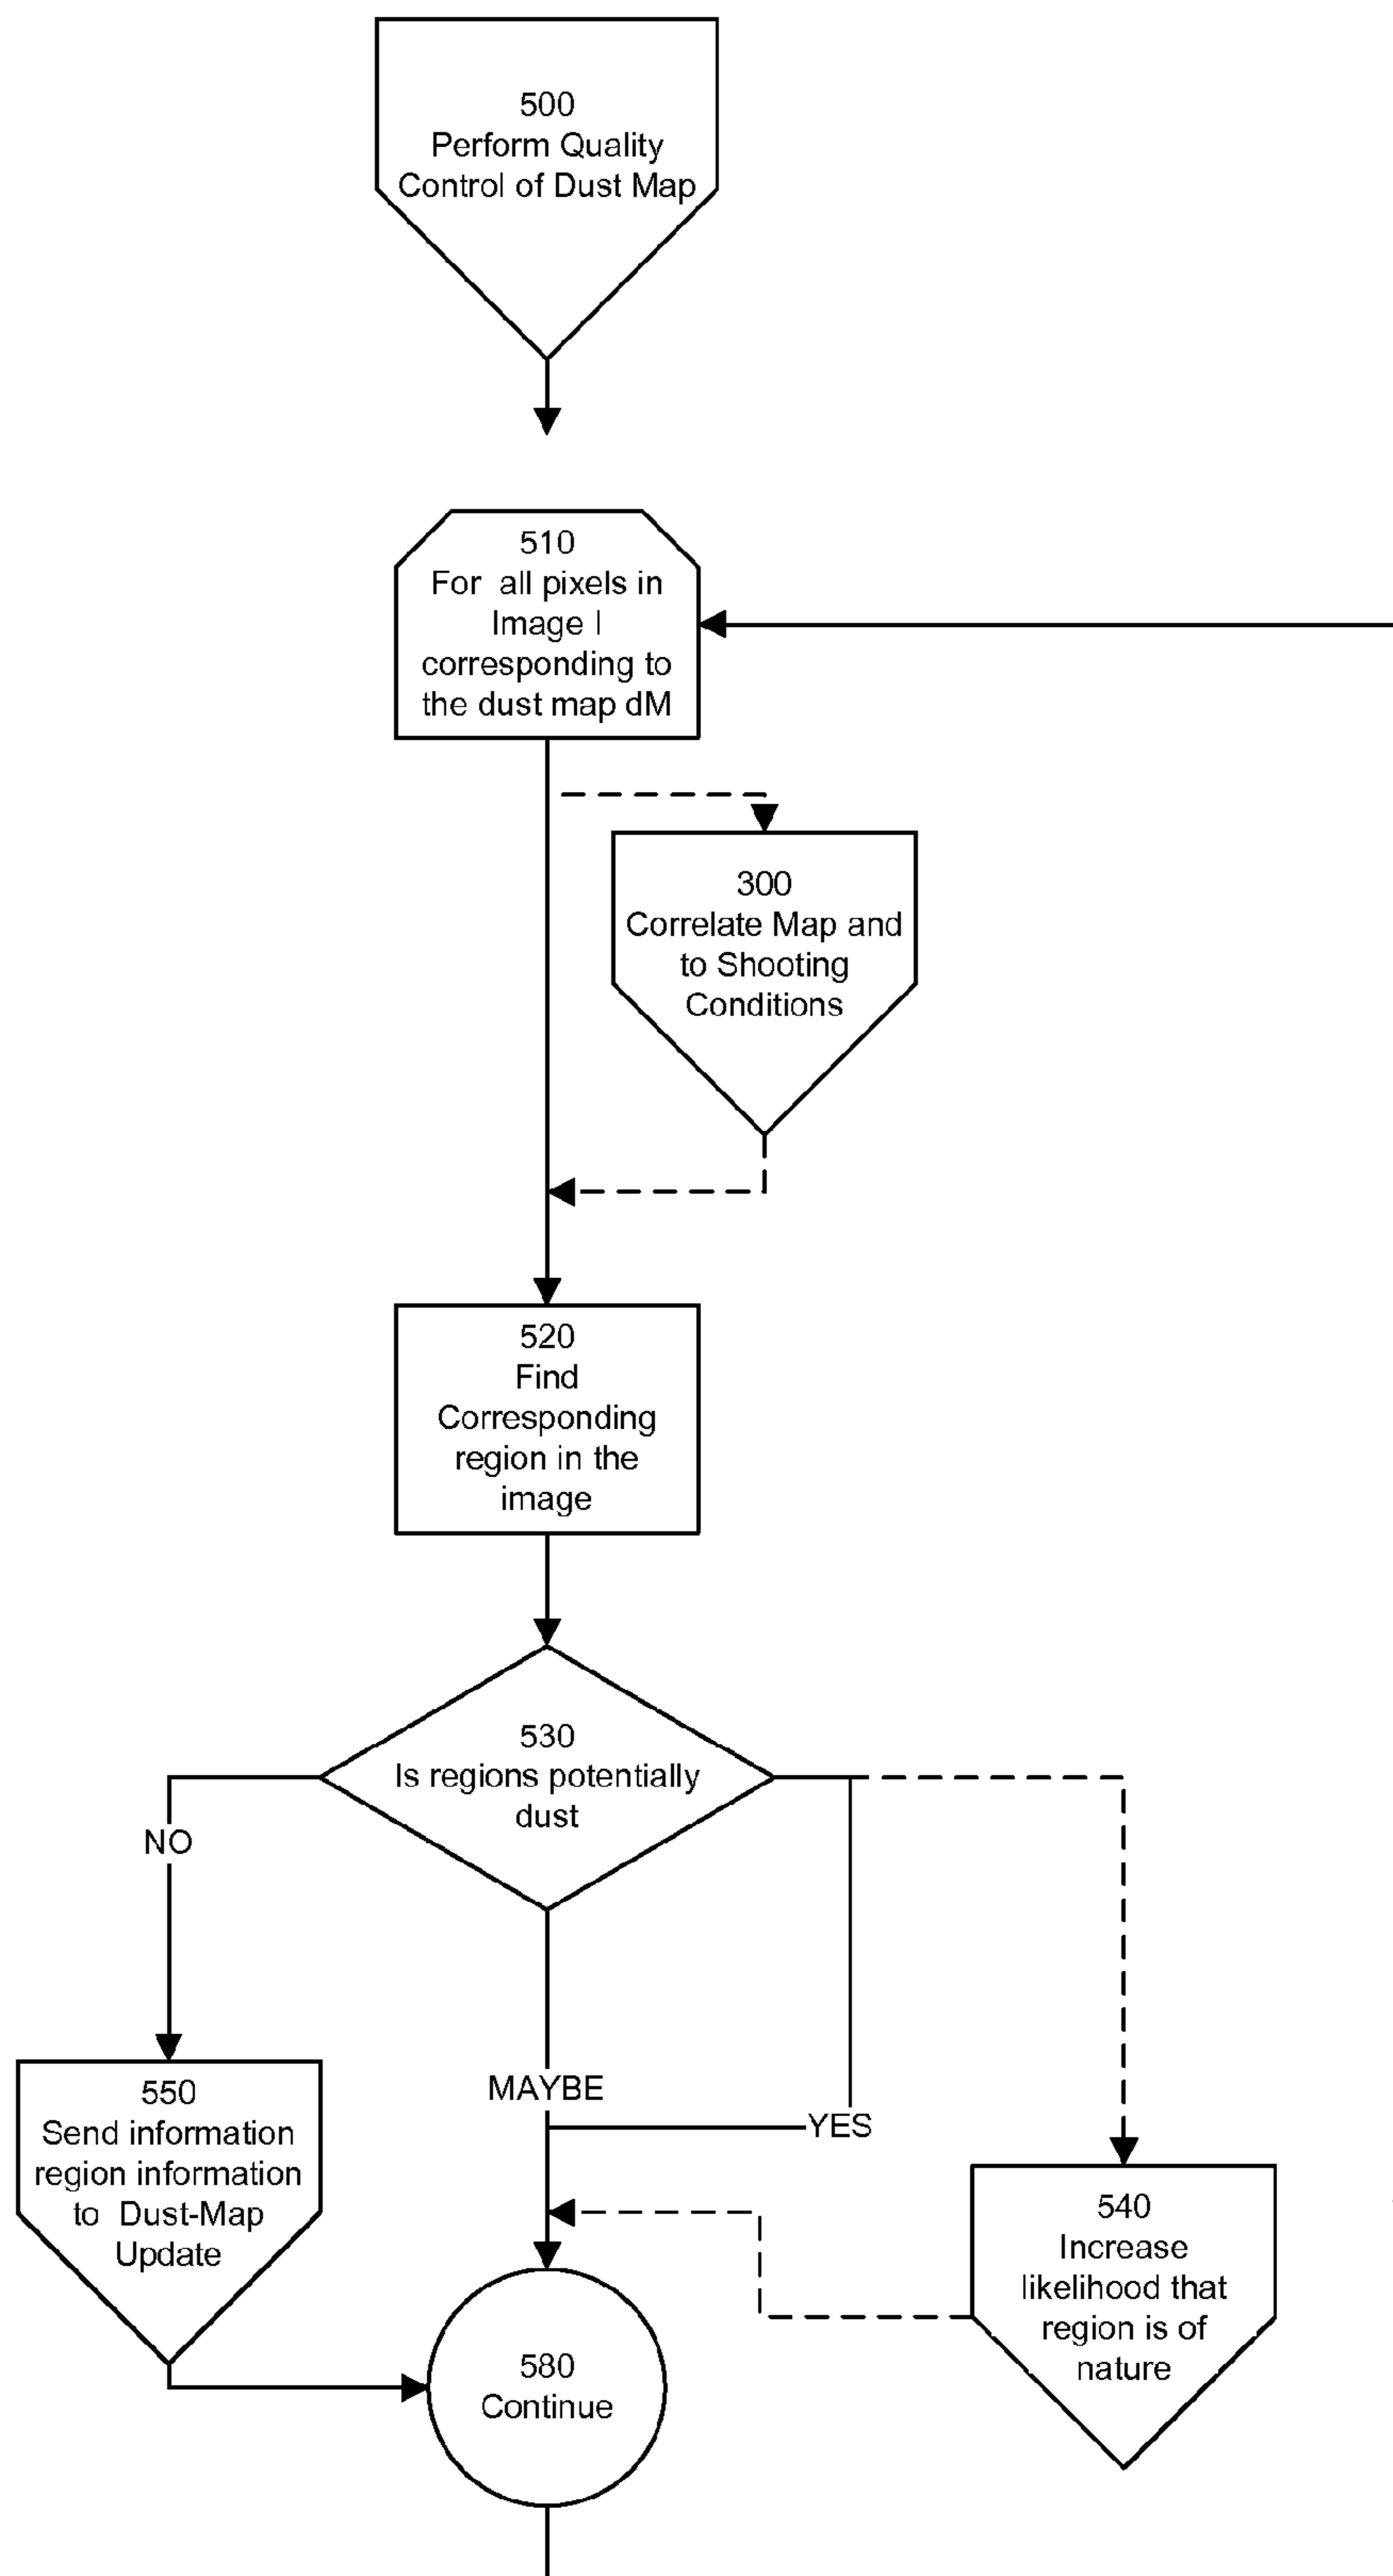 500
Perform Quality
Control of Dust Map
510
For all pixels in
Image I
corresponding to
the dust map dM
300
Correlate Map and
to Shooting
Conditions
520
Find
Corresponding
region in the
image
530
Is regions potentially
dust
NO
MAYBE
YES
550
Send information
region information
to Dust-Map
Update
540
Increase
likelihood that
region is of
nature
580
Continue